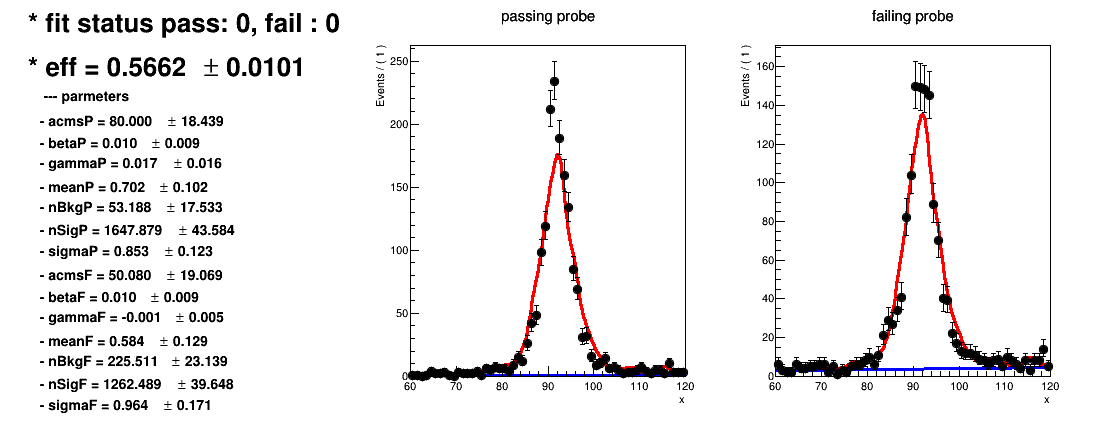 * fit status pass: 0, fail : 0
* eff = 0.5662 ± 0.0101
--- parmeters
- acmsP = 80.000 ± 18.439
- betaP = 0.010 ± 0.009
- gammaP = 0.017 ± 0.016
- meanP = 0.702 ± 0.102
- nBkgP = 53.188 ± 17.533
- nSigP = 1647.879 ± 43.584
- sigmaP = 0.853 ± 0.123
- acmsF = 50.080 ± 19.069
- betaF = 0.010 ± 0.009
- gammaF = -0.001 ± 0.005
- meanF = 0.584 ± 0.129
- nBkgF = 225.511 ± 23.139
- nSigF = 1262.489 ± 39.648
- sigmaF = 0.964 ± 0.171
passing probe
Events / ( 1 )
250
200
150
100
50
0
60 70 80 90 100 110 120
x
failing probe
Events / ( 1 )
160
140
120
100
80
60
40
20
0
60 70 80 90 100 110 120
x